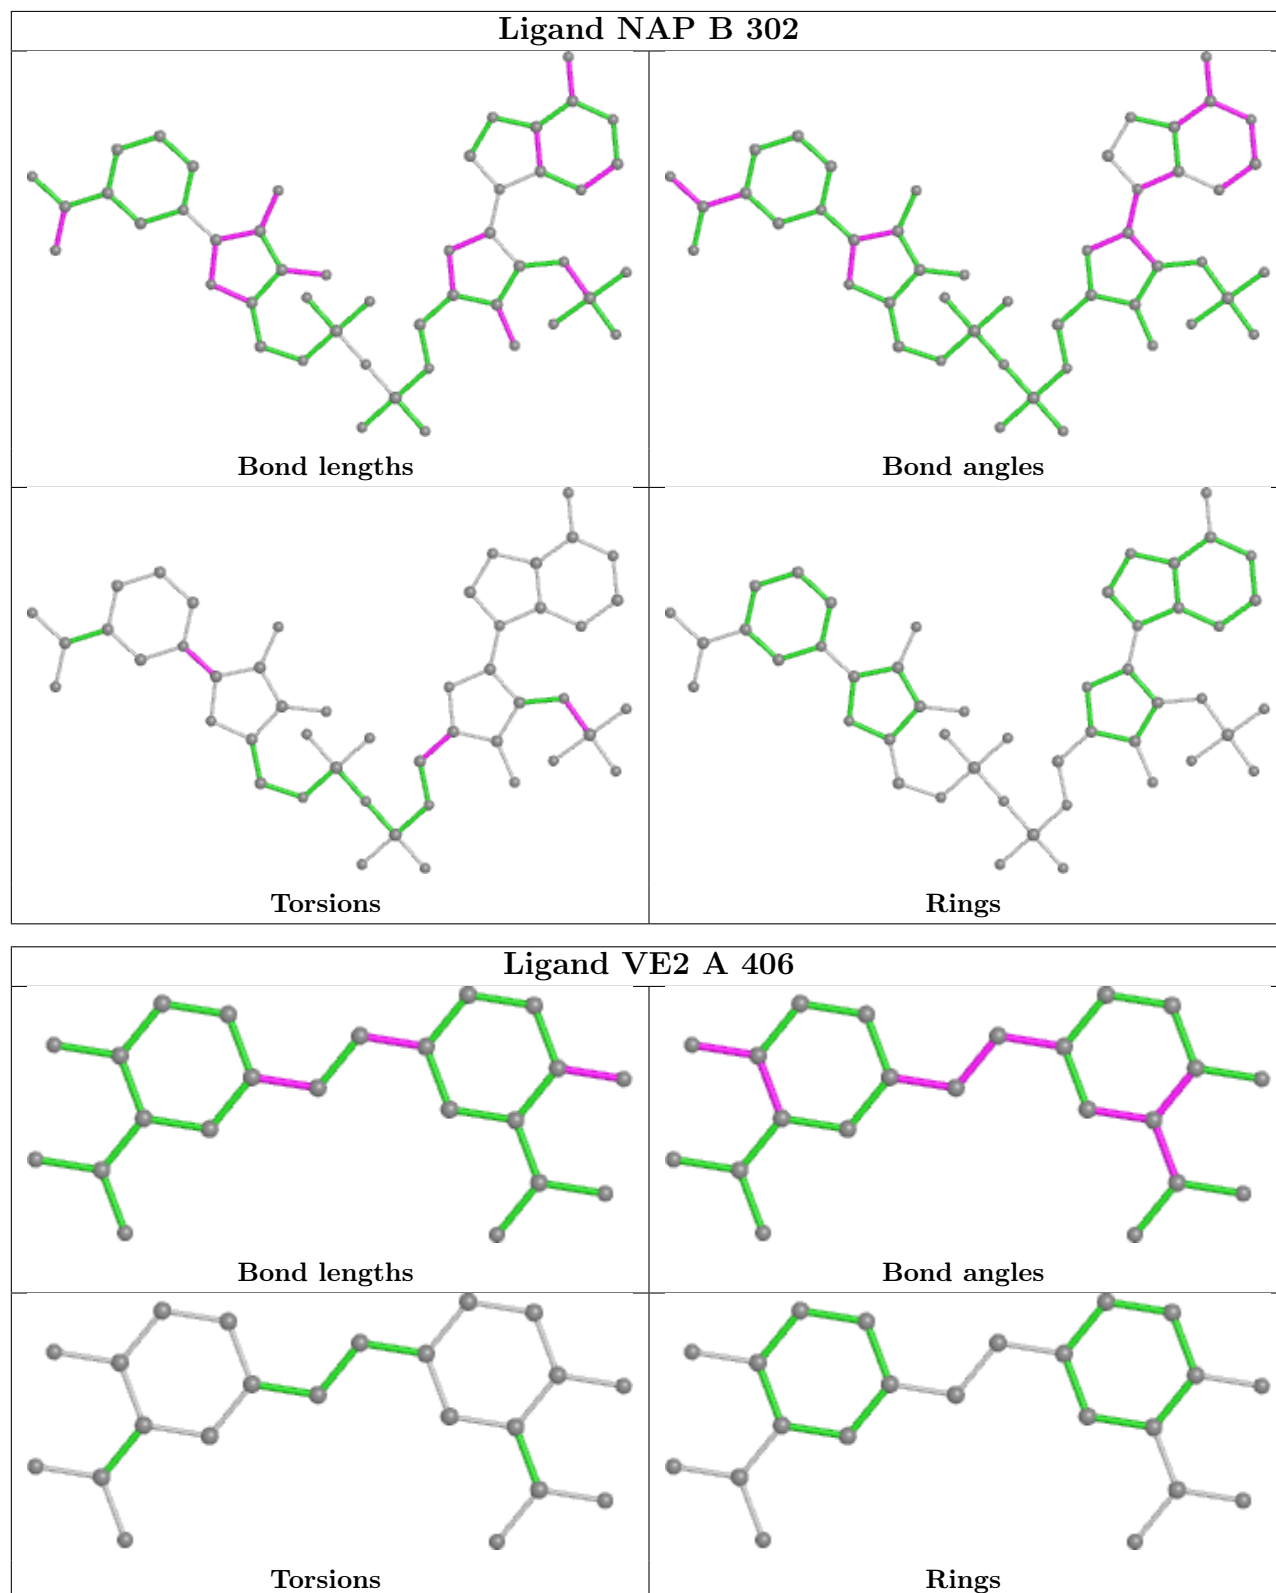 Ligand NAP B 302
Bond lengths
Bond angles
Torsions
Rings
Ligand VE2 A 406
Bond lengths
Bond angles
Torsions
Rings